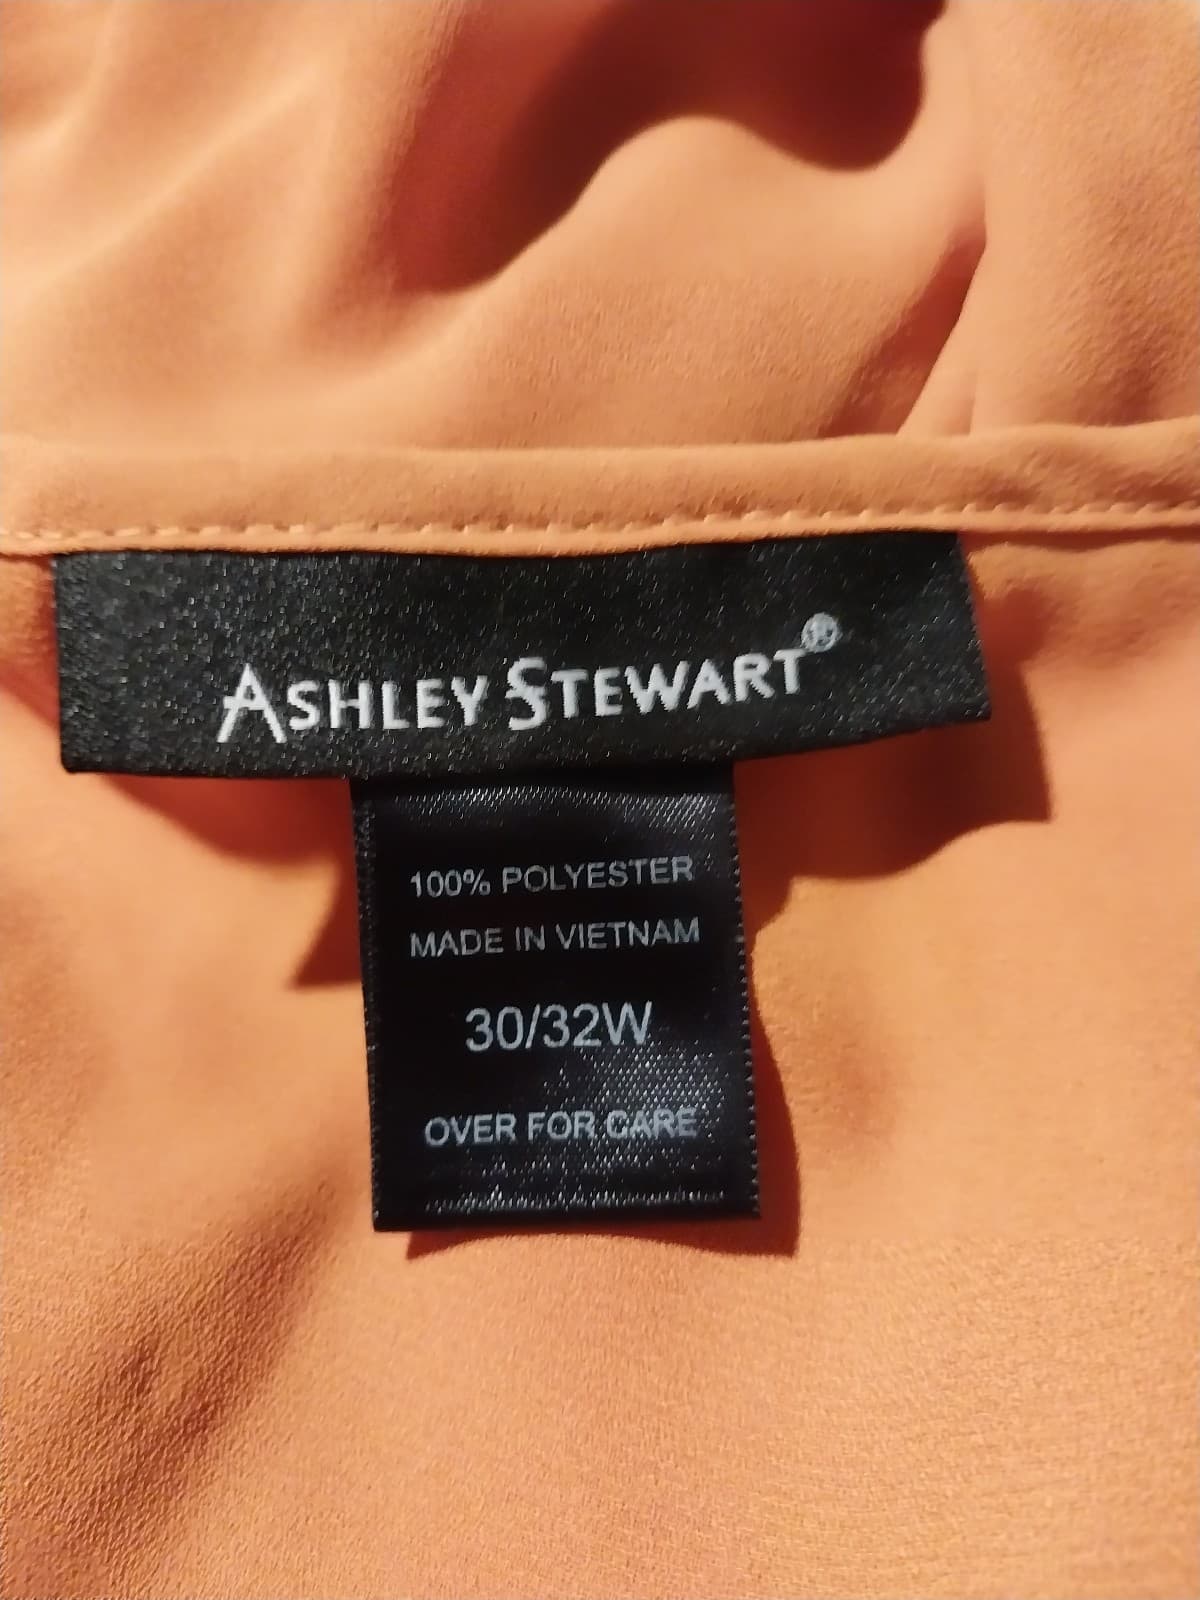 ASHLEY STEWART®
100% POLYESTER
MADE IN VIETNAM
30/32W
OVER FOR CARE